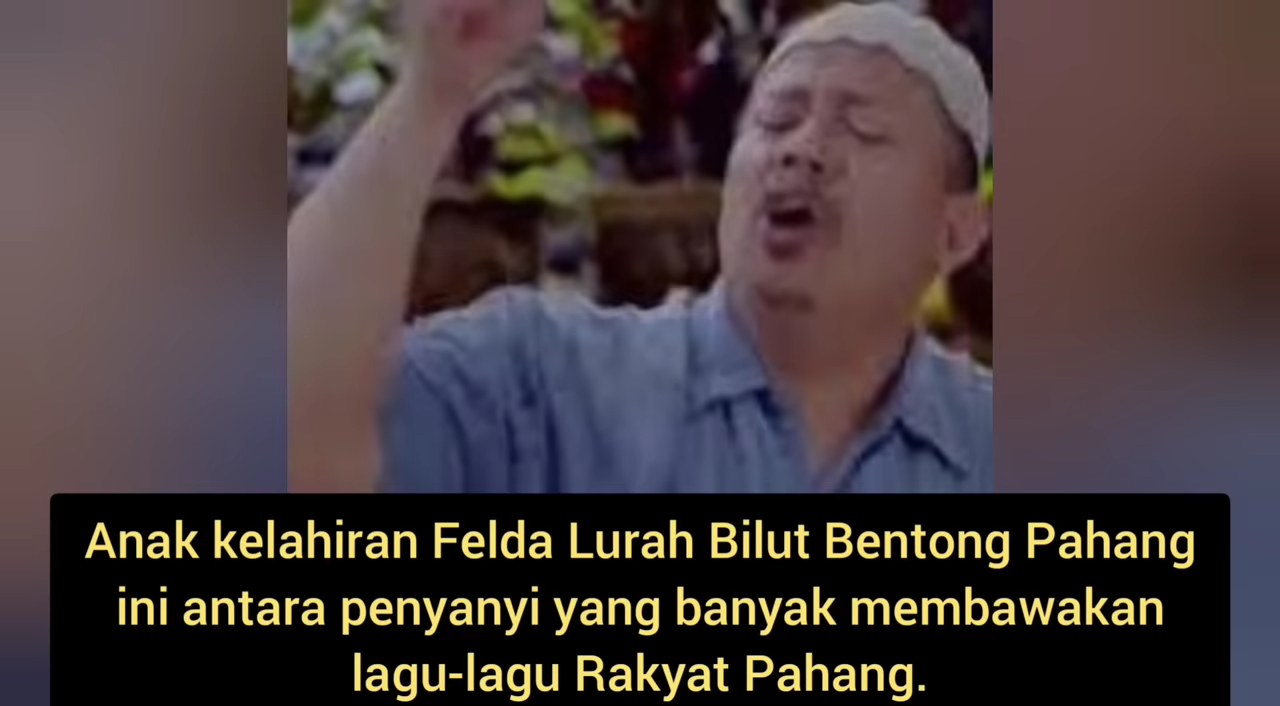 Anak kelahiran Felda Lurah Bilut Bentong Pahang
ini antara penyanyi yang banyak membawakan
lagu-lagu Rakyat Pahang.